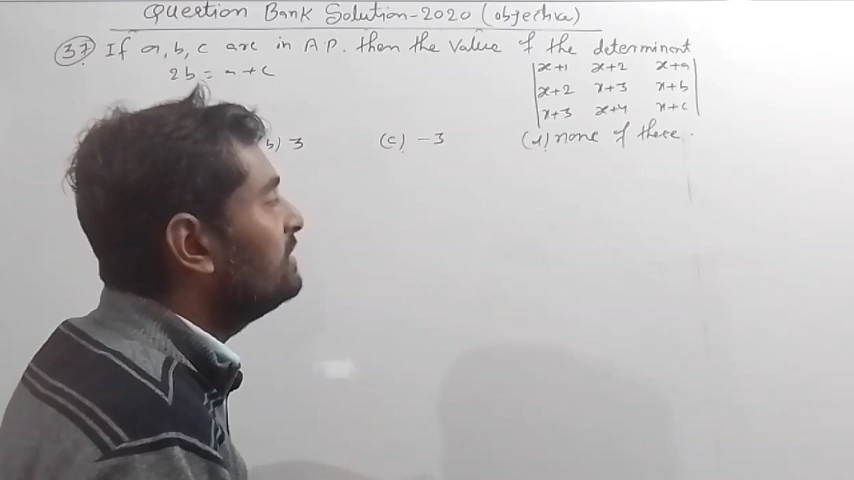 Question Bank Solution-2020 (objective)
37. If a, b, c are in A.P. then the value of the determinent
2b = a + c
|x+1 x+2 x+a|
|x+2 x+3 x+b|
|x+3 x+4 x+c|
b) 3 (c) -3 (d) none of these.